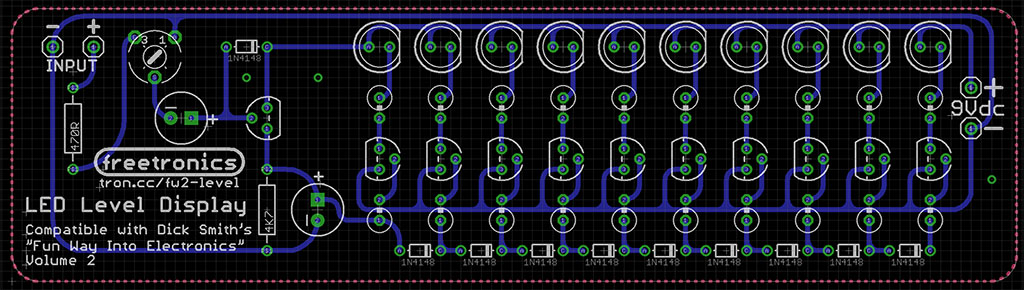 - +
INPUT
3 1
1N4148
470R
- +
+
9Vdc
-
freetronics
tron.cc/fw2-level
LED Level Display
Compatible with Dick Smith's
"Fun Way Into Electronics"
Volume 2
4K7
+
-
1N4148 1N4148 1N4148 1N4148 1N4148 1N4148 1N4148 1N4148 1N4148